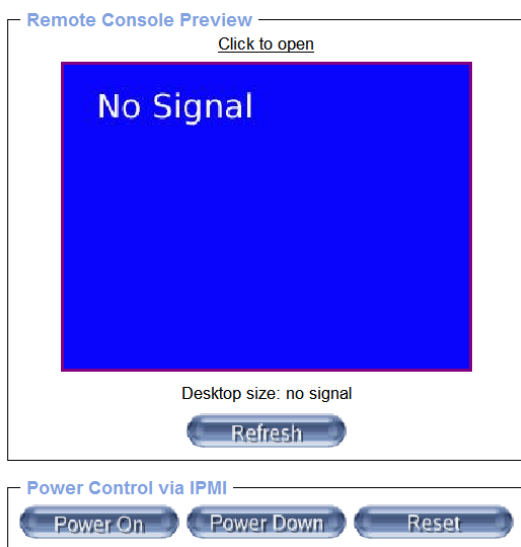 Remote Console Preview
Click to open
No Signal
Desktop size: no signal
Refresh
Power Control via IPMI
Power On Power Down Reset